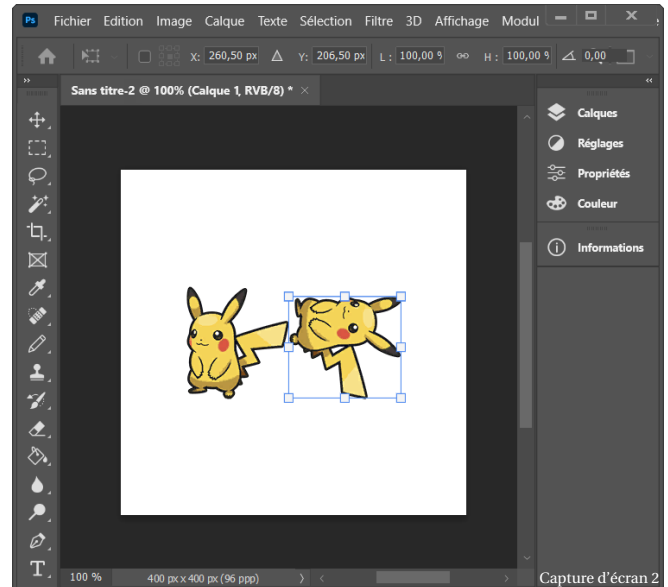 Ps Fichier Edition Image Calque Texte Sélection Filtre 3D Affichage Modul
X: 260,50 px Δ Y: 206,50 px L : 100,00 % H : 100,00 % 0,00
Sans titre-2 @ 100% (Calque 1, RVB/8) * ×
Calques
Réglages
Propriétés
Couleur
Informations
100 % 400 px x 400 px (96 ppp)
Capture d'écran 2